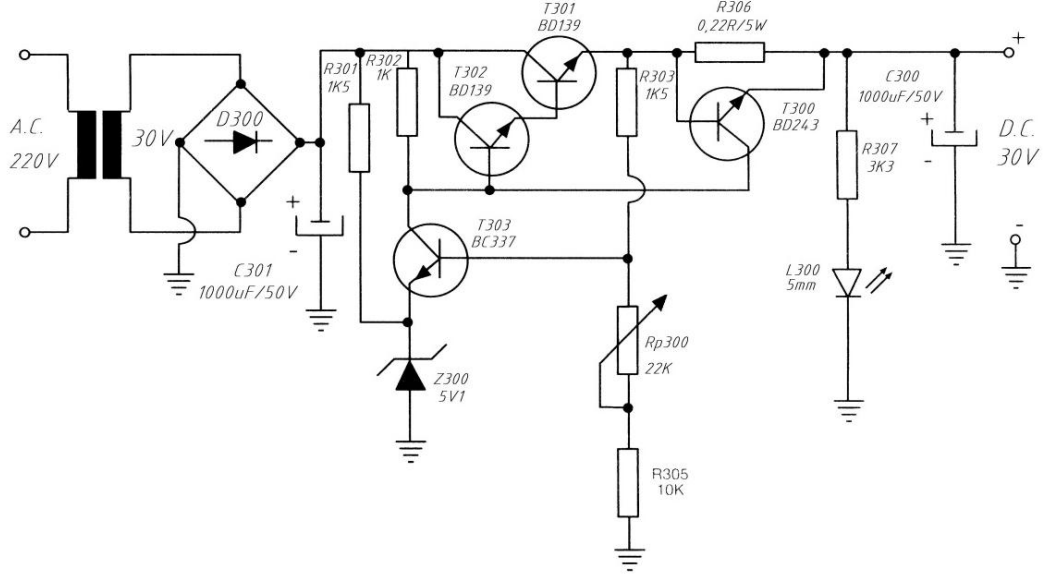 T301
BD139
R306
0,22R/5W
R301
1K5
R302
1K
T302
BD139
R303
1K5
C300
1000uF/50V
A.C.
220V
30V
D300
T300
BD243
+
+
-
D.C.
30V
R307
3K3
+
-
T303
BC337
-
C301
1000uF/50V
L300
5mm
Rp300
22K
Z300
5V1
R305
10K